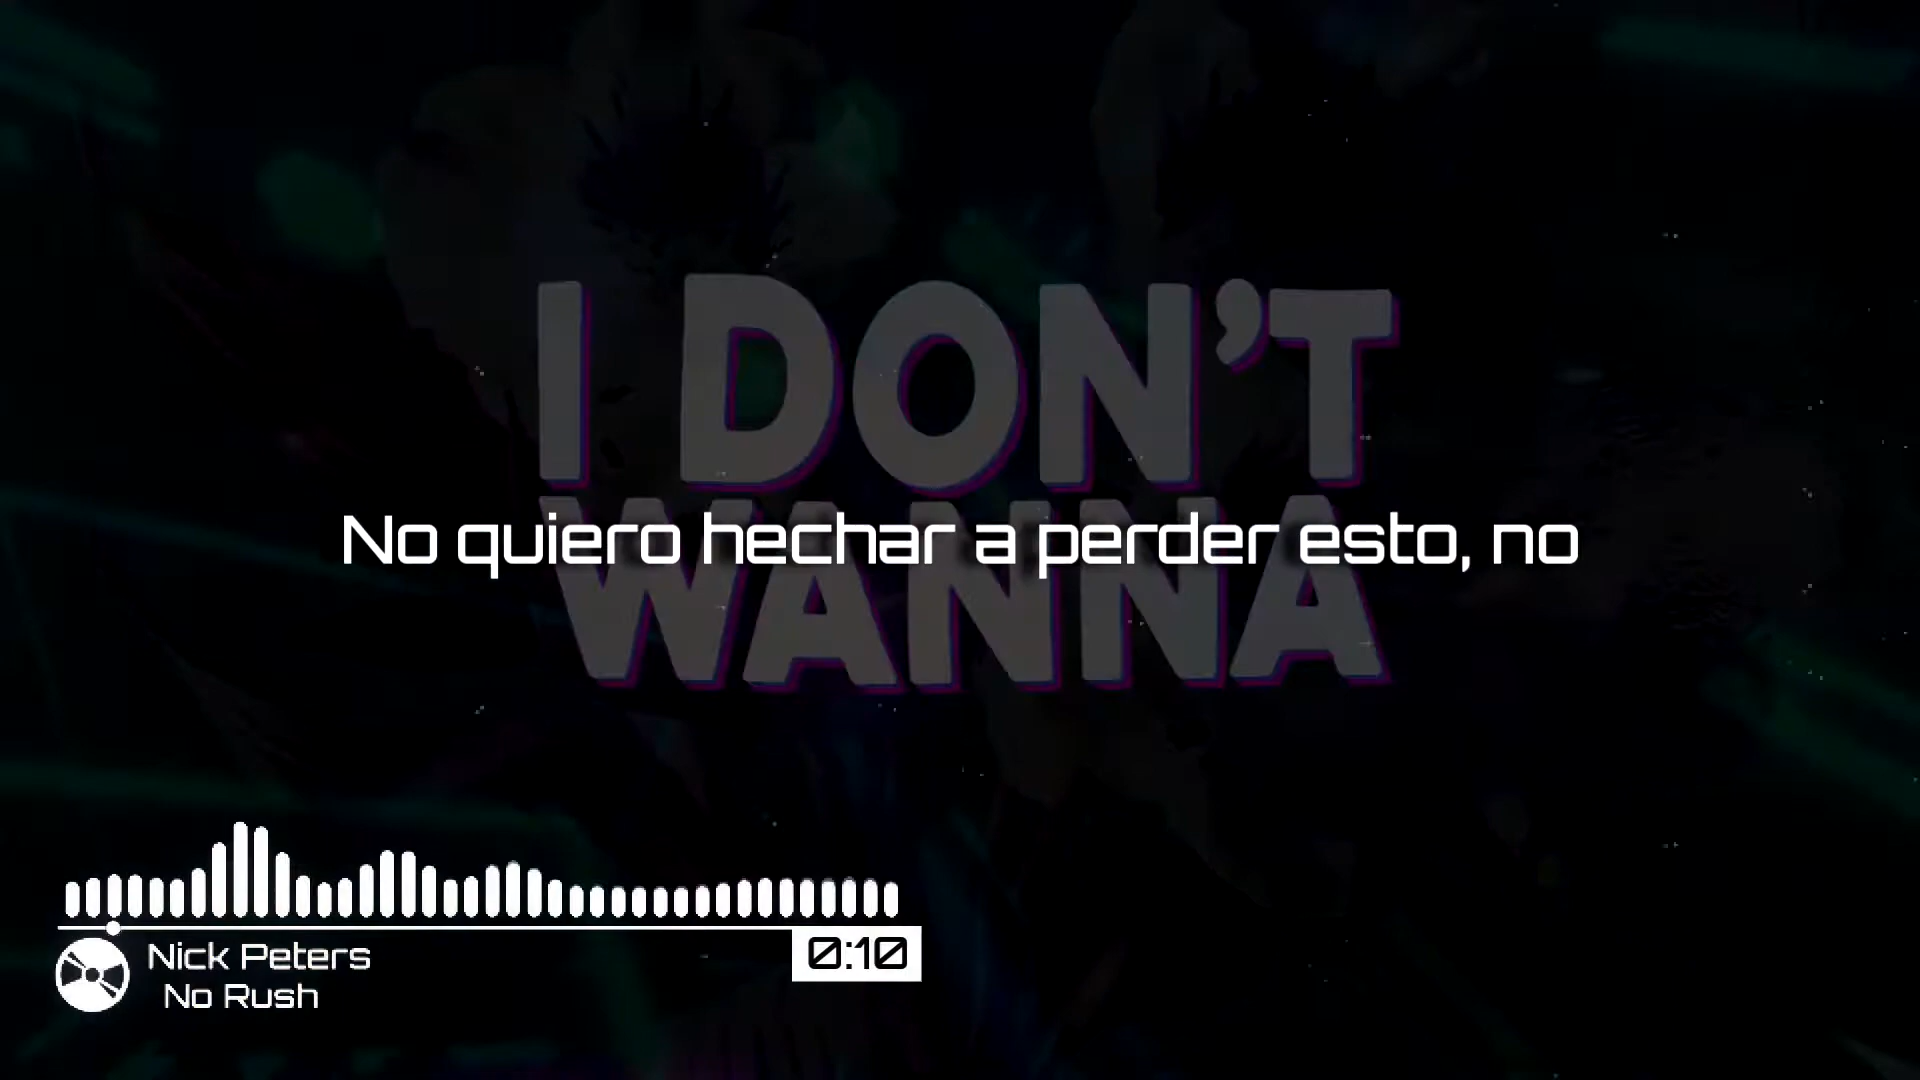 I DON'T
WANNA
No quiero hechar a perder esto, no
0:10
Nick Peters
No Rush